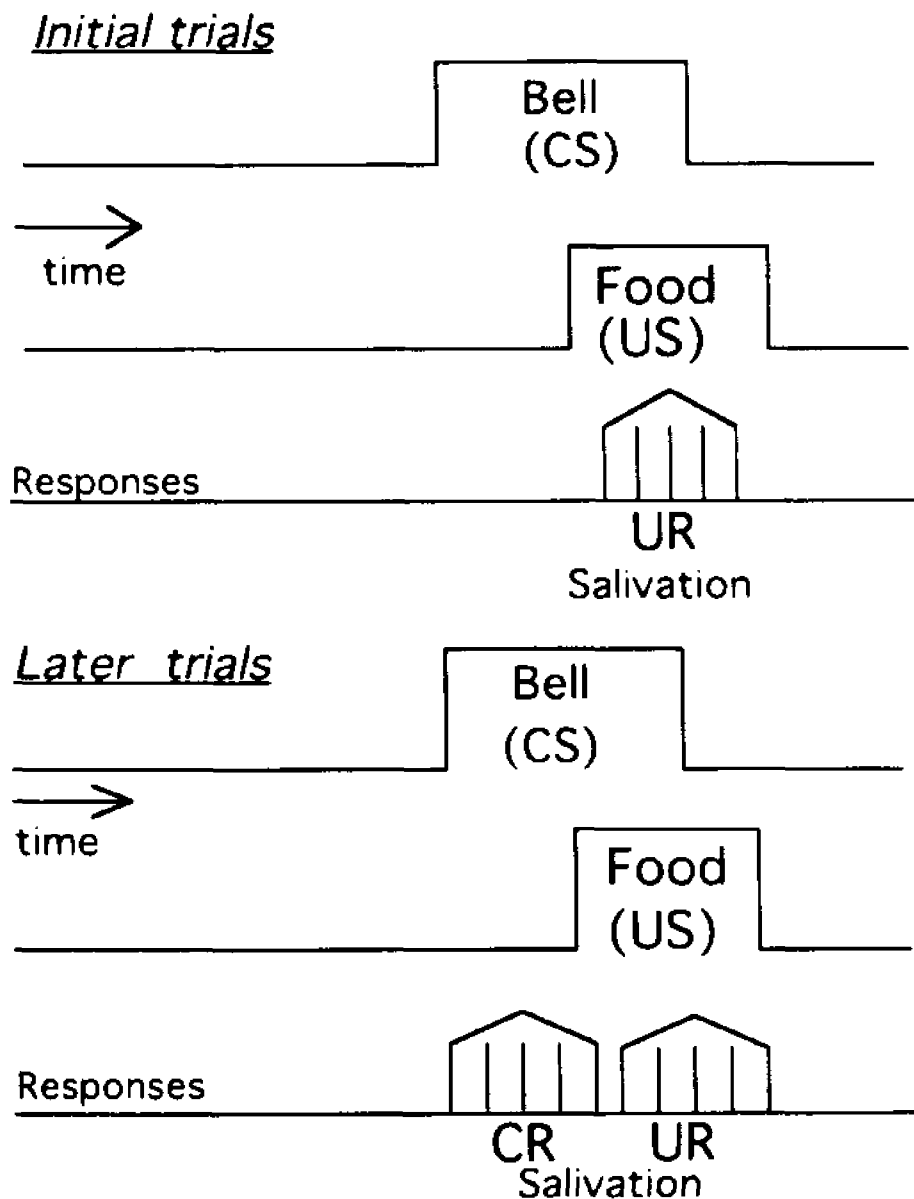 Initial trials
Bell
(CS)
time
Food
(US)
Responses
UR
Salivation
Later trials
Bell
(CS)
time
Food
(US)
Responses
CR UR
Salivation